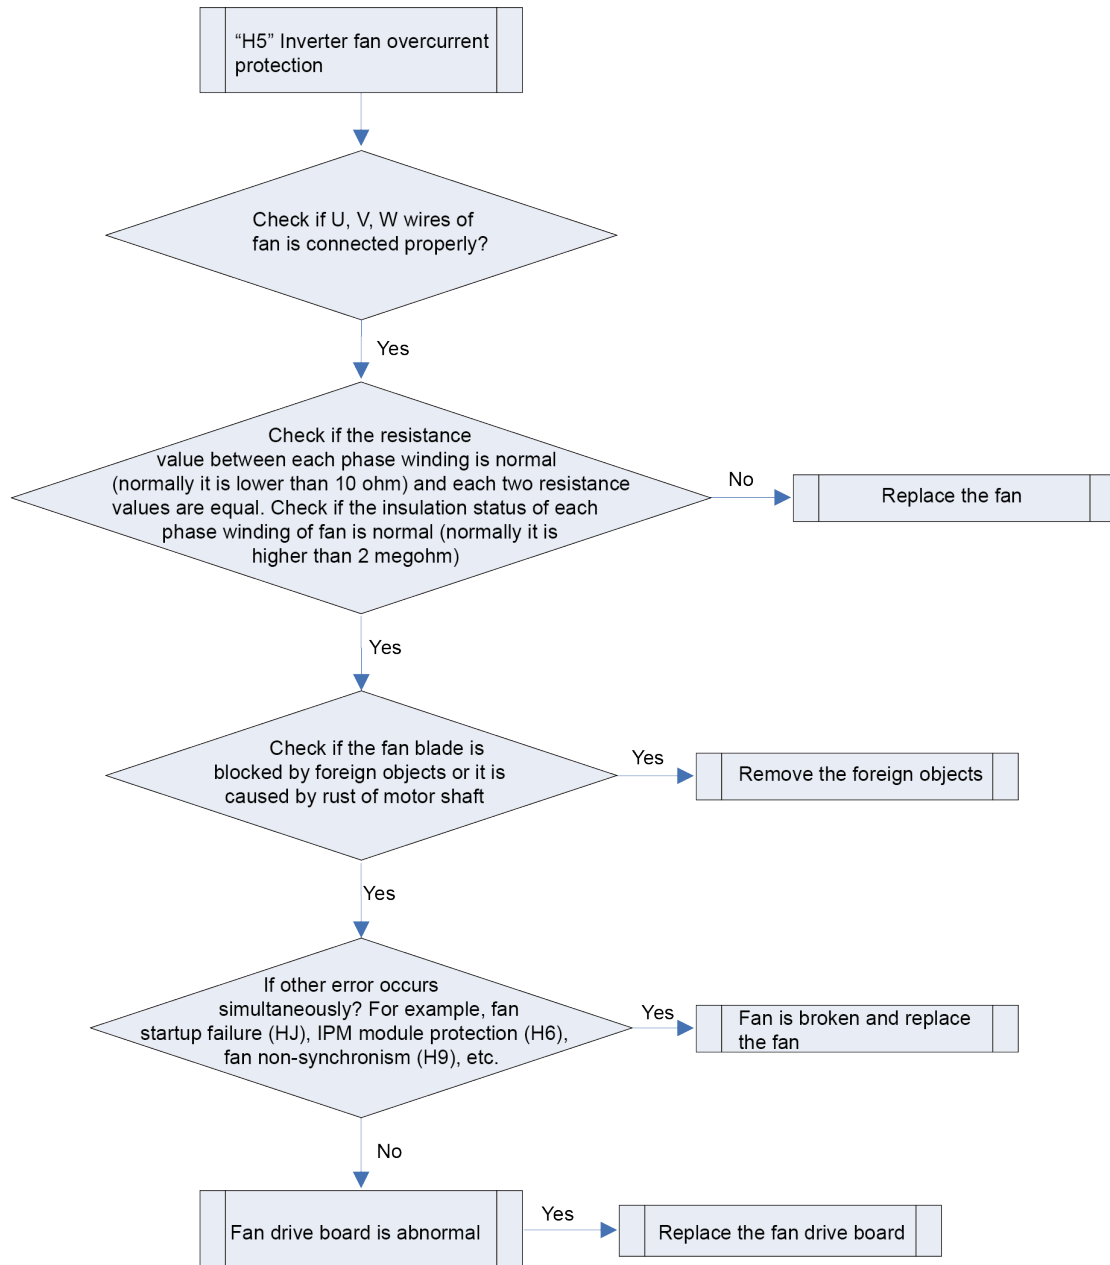 “H5” Inverter fan overcurrent
protection
Check if U, V, W wires of
fan is connected properly?
Yes
Check if the resistance
value between each phase winding is normal
(normally it is lower than 10 ohm) and each two resistance
values are equal. Check if the insulation status of each
phase winding of fan is normal (normally it is
higher than 2 megohm)
No
Replace the fan
Yes
Check if the fan blade is
blocked by foreign objects or it is
caused by rust of motor shaft
Yes
Remove the foreign objects
Yes
If other error occurs
simultaneously? For example, fan
startup failure (HJ), IPM module protection (H6),
fan non-synchronism (H9), etc.
Yes
Fan is broken and replace
the fan
No
Fan drive board is abnormal
Yes
Replace the fan drive board